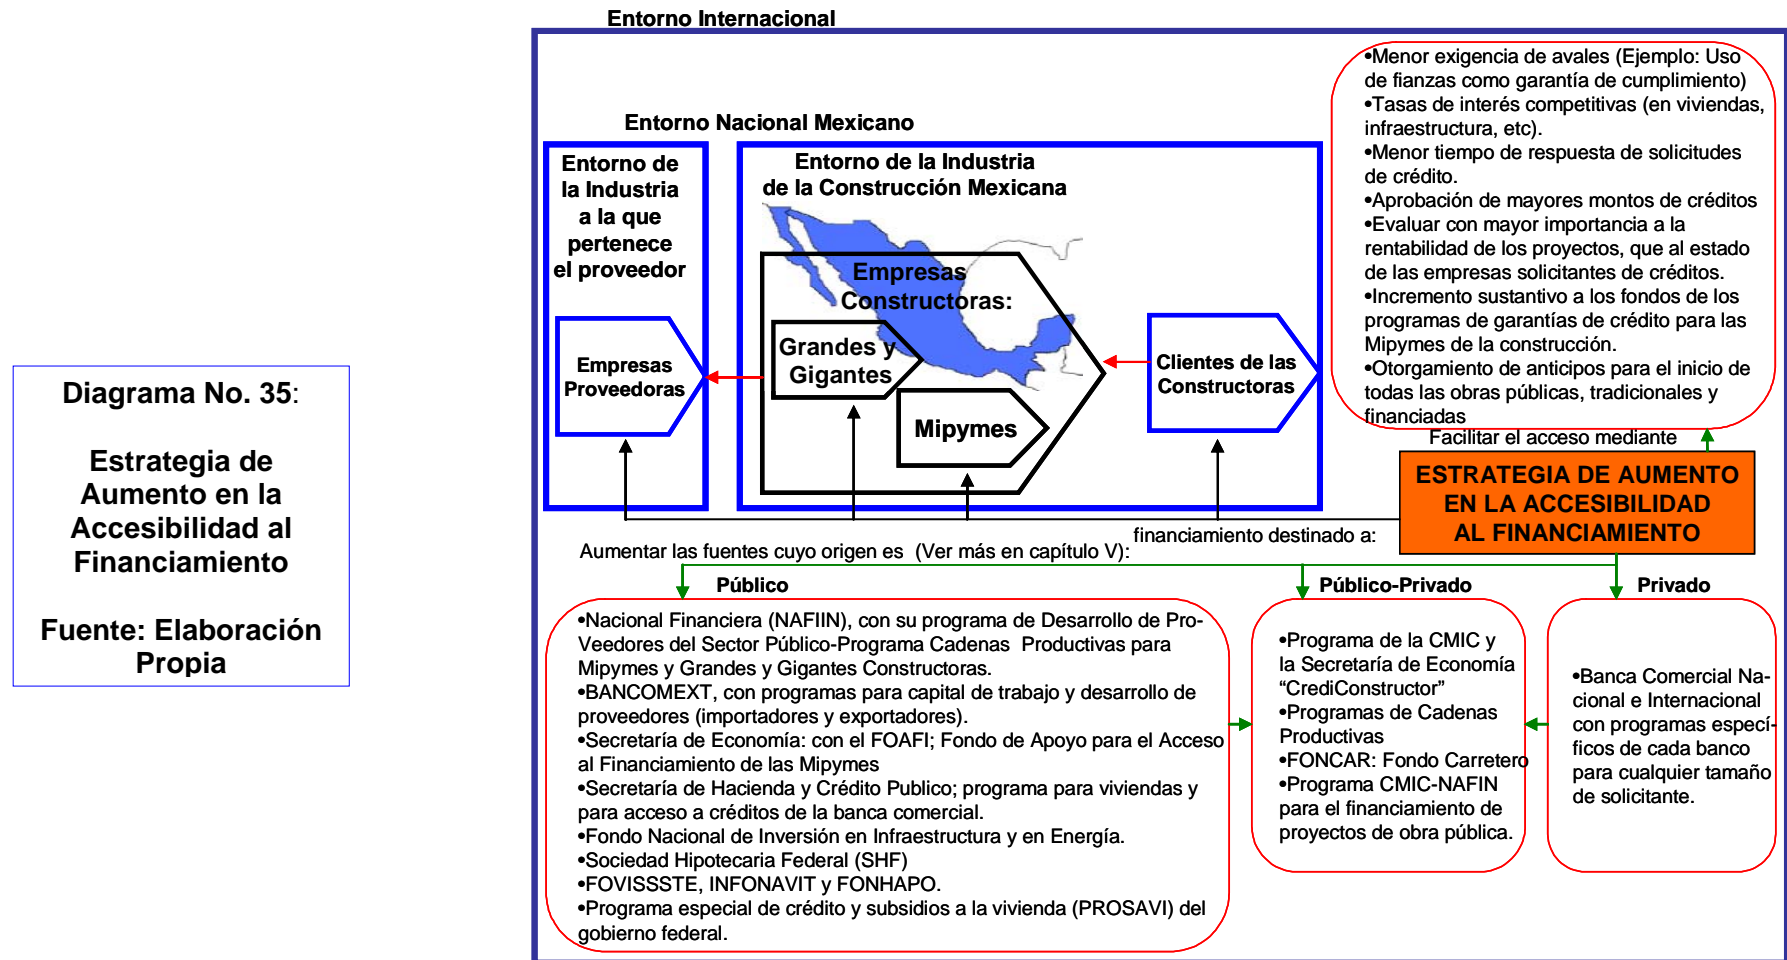 Entorno Internacional
•Menor exigencia de avales (Ejemplo: Uso
de fianzas como garantía de cumplimiento)
•Tasas de interés competitivas (en viviendas,
infraestructura, etc).
•Menor tiempo de respuesta de solicitudes
de crédito.
•Aprobación de mayores montos de créditos
•Evaluar con mayor importancia a la
rentabilidad de los proyectos, que al estado
de las empresas solicitantes de créditos.
•Incremento sustantivo a los fondos de los
programas de garantías de crédito para las
Mipymes de la construcción.
•Otorgamiento de anticipos para el inicio de
todas las obras públicas, tradicionales y
financiadas
Entorno Nacional Mexicano
Entorno de
la Industria
a la que
pertenece
el proveedor
Empresas
Proveedoras
Entorno de la Industria
de la Construcción Mexicana
Empresas
Constructoras:
Grandes y
Gigantes
Mipymes
Clientes de las
Constructoras
Diagrama No. 35:
Estrategia de
Aumento en la
Accesibilidad al
Financiamiento
Fuente: Elaboración
Propia
Facilitar el acceso mediante
ESTRATEGIA DE AUMENTO
EN LA ACCESIBILIDAD
AL FINANCIAMIENTO
financiamiento destinado a:
Aumentar las fuentes cuyo origen es (Ver más en capítulo V):
Público
•Nacional Financiera (NAFIIN), con su programa de Desarrollo de Pro-
Veedores del Sector Público-Programa Cadenas Productivas para
Mipymes y Grandes y Gigantes Constructoras.
•BANCOMEXT, con programas para capital de trabajo y desarrollo de
proveedores (importadores y exportadores).
•Secretaría de Economía: con el FOAFI; Fondo de Apoyo para el Acceso
al Financiamiento de las Mipymes
•Secretaría de Hacienda y Crédito Publico; programa para viviendas y
para acceso a créditos de la banca comercial.
•Fondo Nacional de Inversión en Infraestructura y en Energía.
•Sociedad Hipotecaria Federal (SHF)
•FOVISSSTE, INFONAVIT y FONHAPO.
•Programa especial de crédito y subsidios a la vivienda (PROSAVI) del
gobierno federal.
Público-Privado
•Programa de la CMIC y
la Secretaría de Economía
“CrediConstructor”
•Programas de Cadenas
Productivas
•FONCAR: Fondo Carretero
•Programa CMIC-NAFIN
para el financiamiento de
proyectos de obra pública.
Privado
•Banca Comercial Na-
cional e Internacional
con programas especí-
ficos de cada banco
para cualquier tamaño
de solicitante.